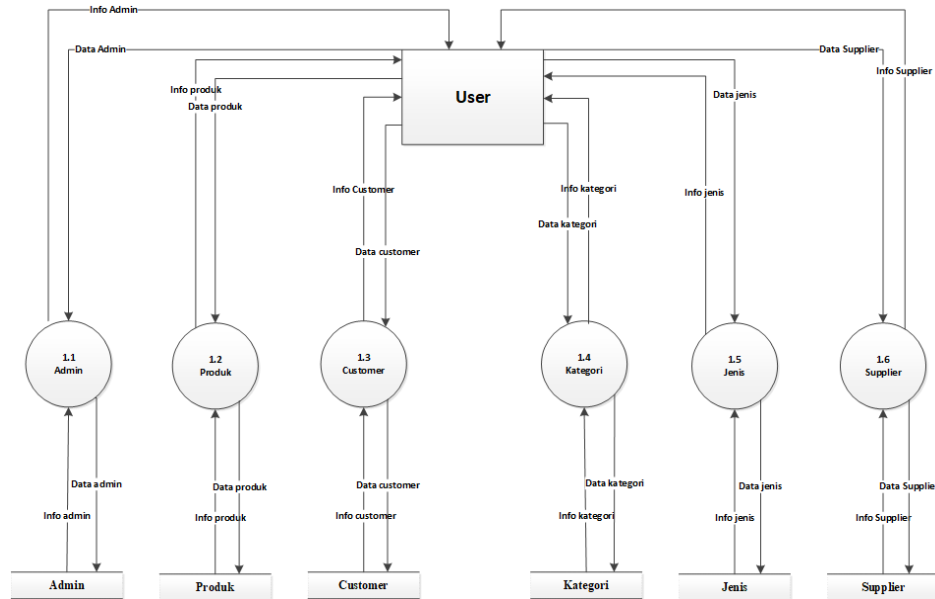 Info Admin
Data Admin
Data Supplier
Info Supplier
Info produk
Data produk
User
Data jenis
Info Customer
Info kategori
Info jenis
Data kategori
Data customer
1.1
Admin
1.2
Produk
1.3
Customer
1.4
Kategori
1.5
Jenis
1.6
Supplier
Data admin
Data produk
Data customer
Data kategori
Data jenis
Data Supplier
Info admin
Info produk
Info customer
Info kategori
Info jenis
Info Supplier
Admin
Produk
Customer
Kategori
Jenis
Supplier